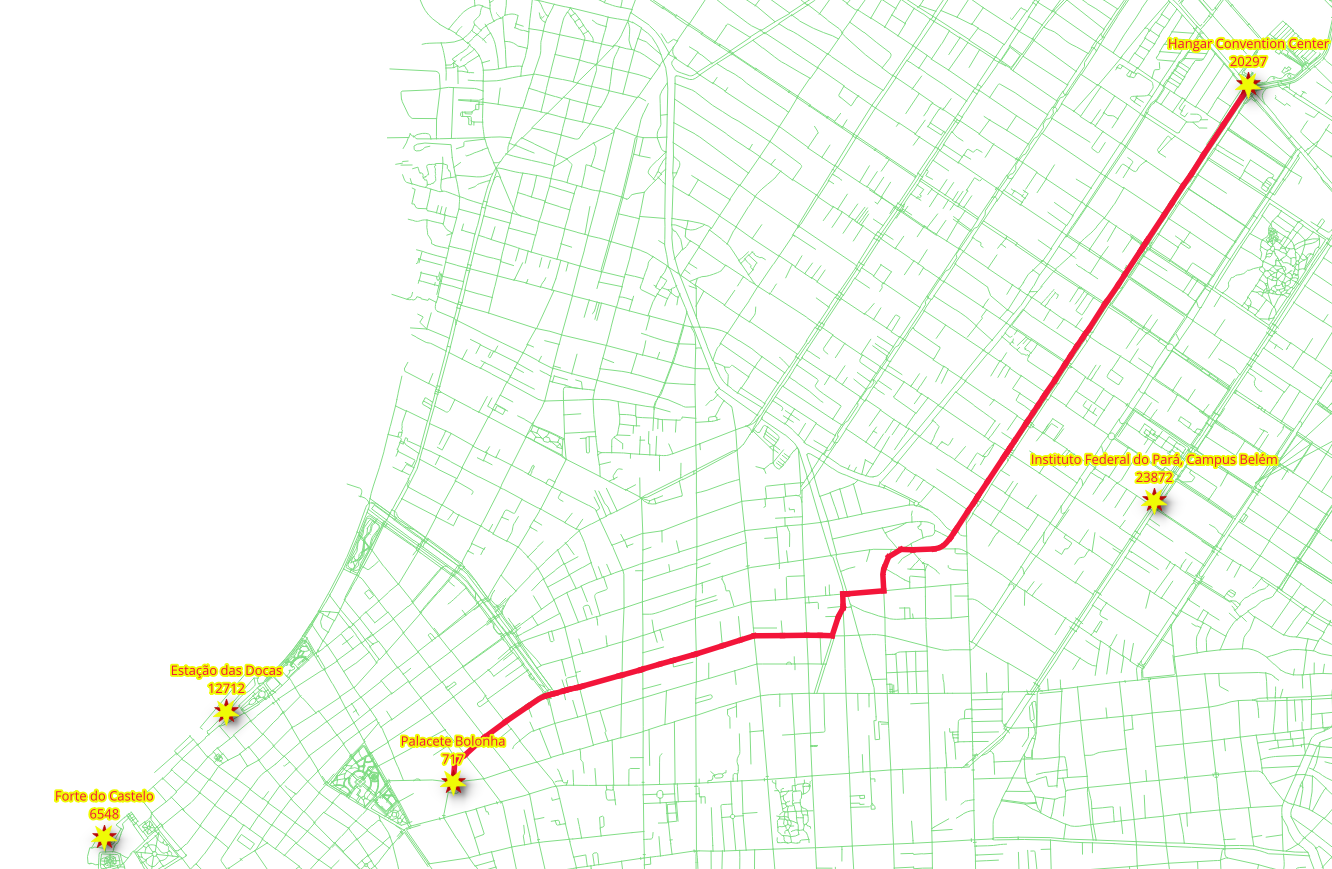 Hangar Convention Center
20297
Instituto Federal do Pará, Campus Belém
23872
Estação das Docas
12712
Palacete Bolonha
717
Forte do Castelo
6548